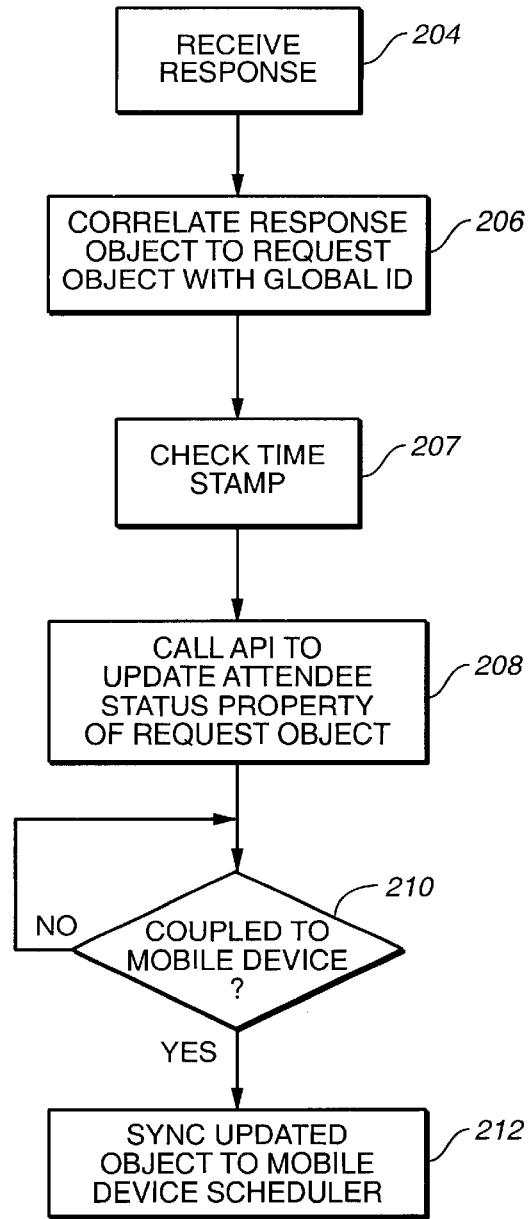 RECEIVE
RESPONSE
204
CORRELATE RESPONSE
OBJECT TO REQUEST
OBJECT WITH GLOBAL ID
206
CHECK TIME
STAMP
207
CALL API TO
UPDATE ATTENDEE
STATUS PROPERTY
OF REQUEST OBJECT
208
COUPLED TO
MOBILE DEVICE
?
210
NO
YES
SYNC UPDATED
OBJECT TO MOBILE
DEVICE SCHEDULER
212